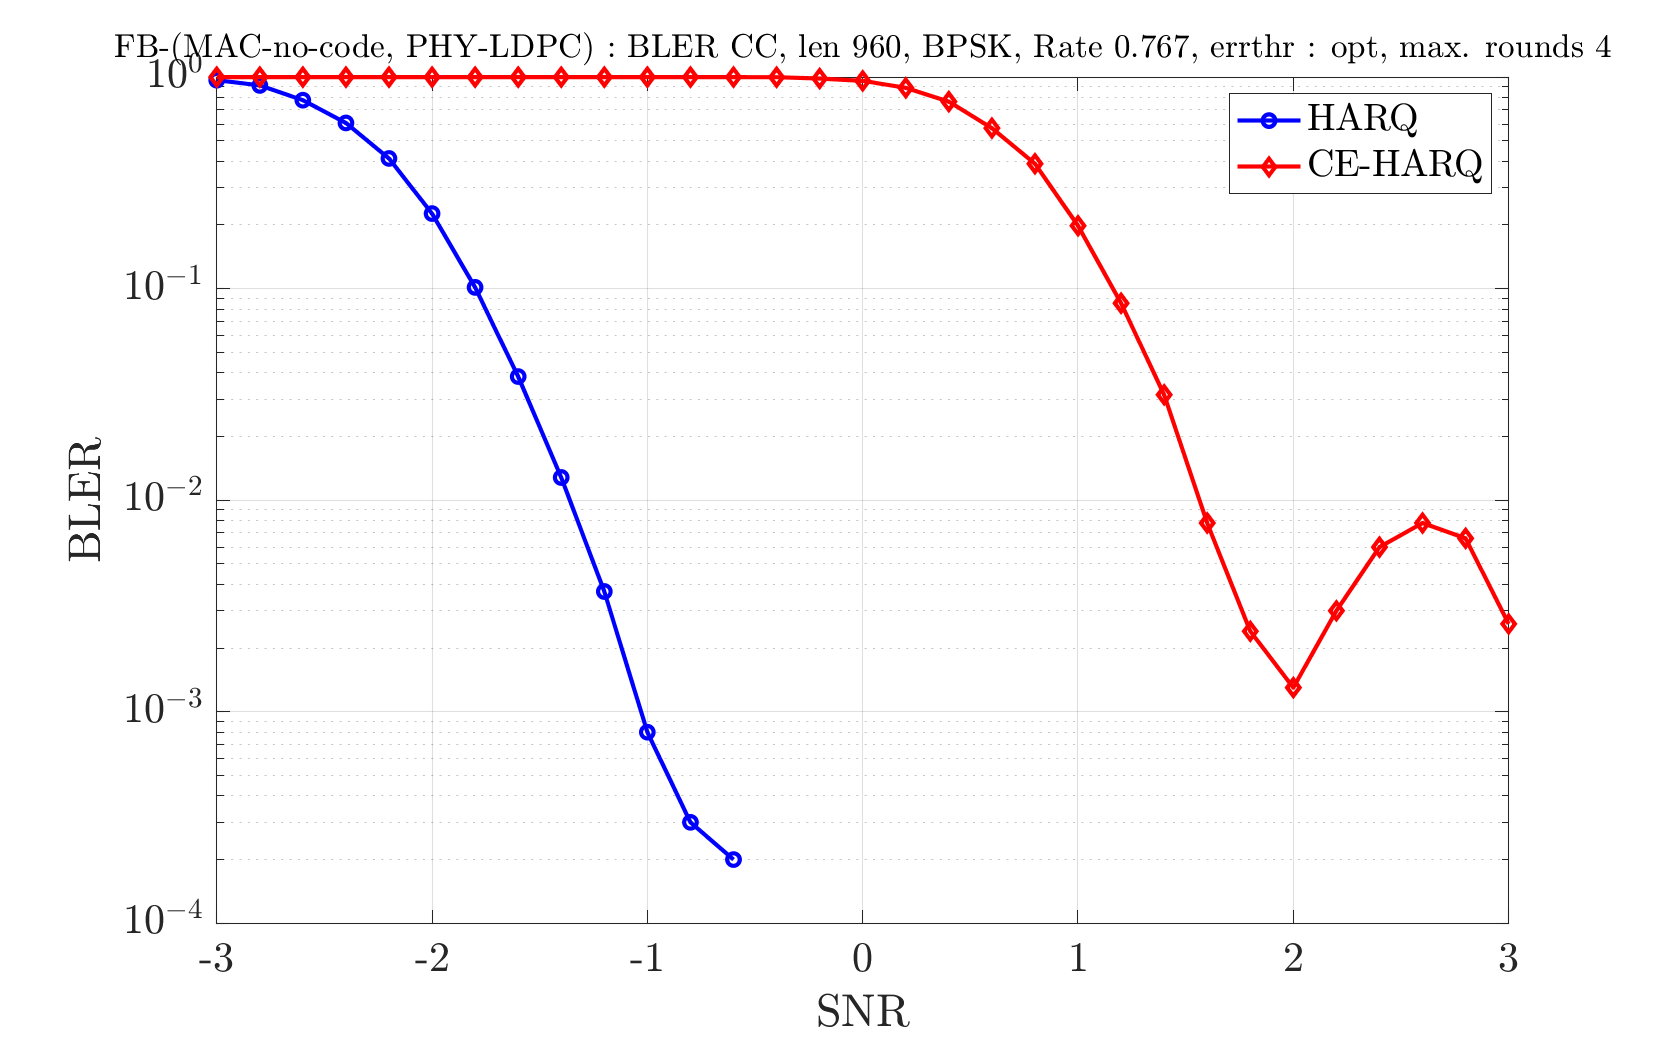 FB-(MAC-no-code, PHY-LDPC) : BLER CC, len 960, BPSK, Rate 0.767, errthr : opt, max. rounds 4
10^0
HARQ
CE-HARQ
10^{-1}
10^{-2}
10^{-3}
10^{-4}
BLER
-3 -2 -1 0 1 2 3
SNR